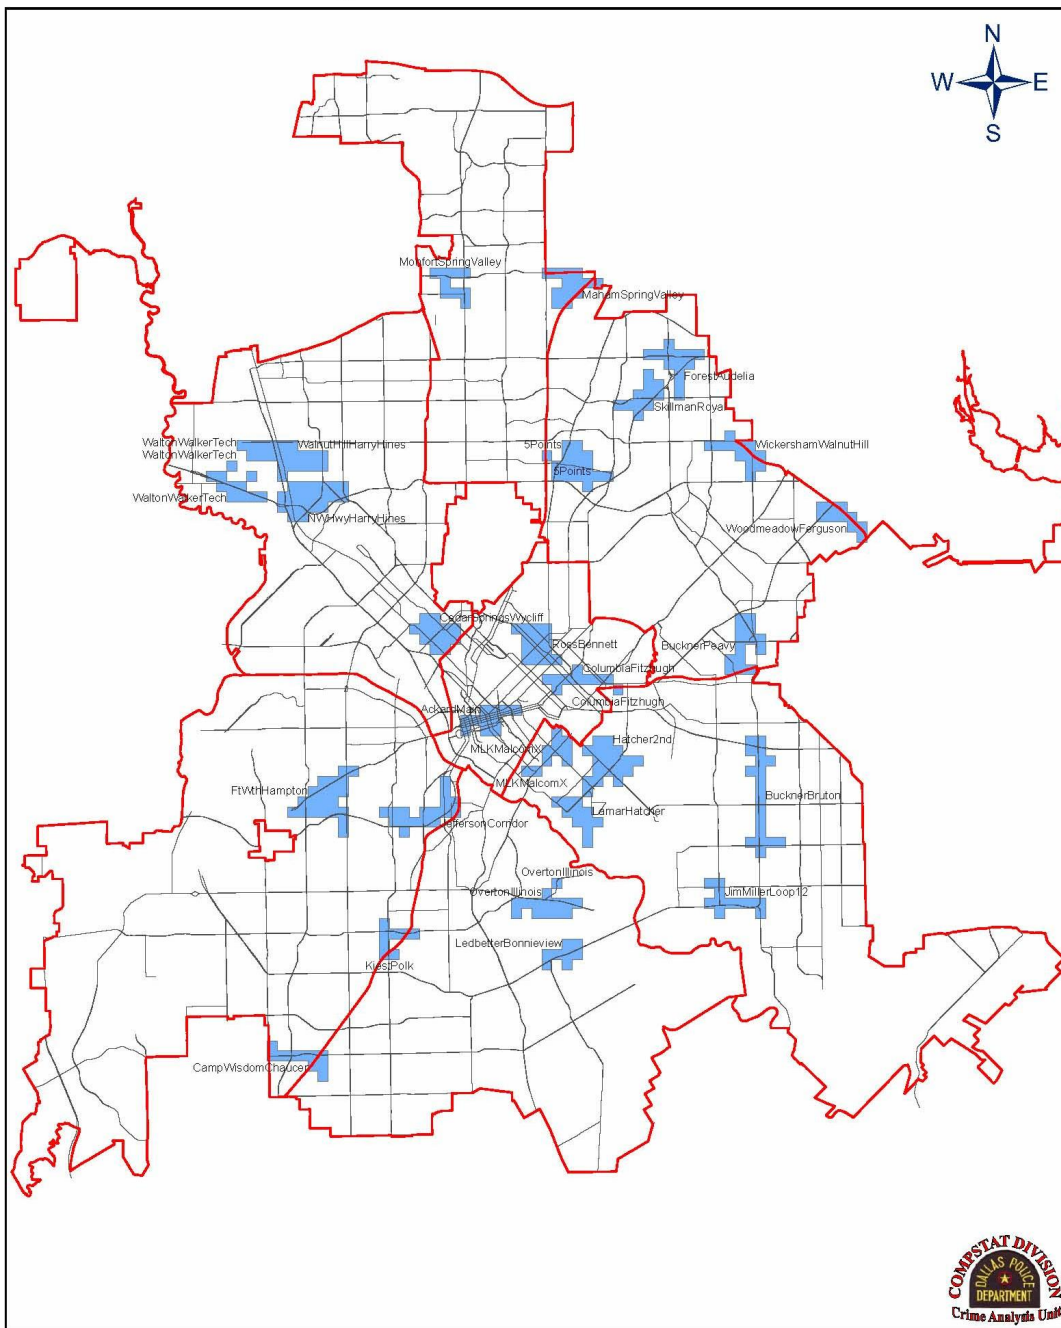 N
W E
S
MonfortSpringValley
MahamSpringValley
ForestAudelia
SkillmanRoyal
WaltonWalkerTech
WaltonWalkerTech
WalnutHillHarryHines
5Points
5Points
WickershamWalnutHill
WaltonWalkerTech
NWHwyHarryHines
WoodmeadowFerguson
CedarSpringsWycliff
RossBennett
BucknerPeavy
ColumbiaFitzhugh
ColumbiaFitzhugh
AckardMain
Hatcher2nd
MLKMalcomX
MLKMalcomX
FtWthHampton
BucknerBruton
LamarHatcher
JeffersonCorridor
OvertonIllinois
OvertonIllinois
JimMillerLoop12
LedbetterBonnieview
KiestPolk
CampWisdomChaucer
COMPSTAT DIVISION
DALLAS POLICE
DEPARTMENT
Crime Analysis Unit